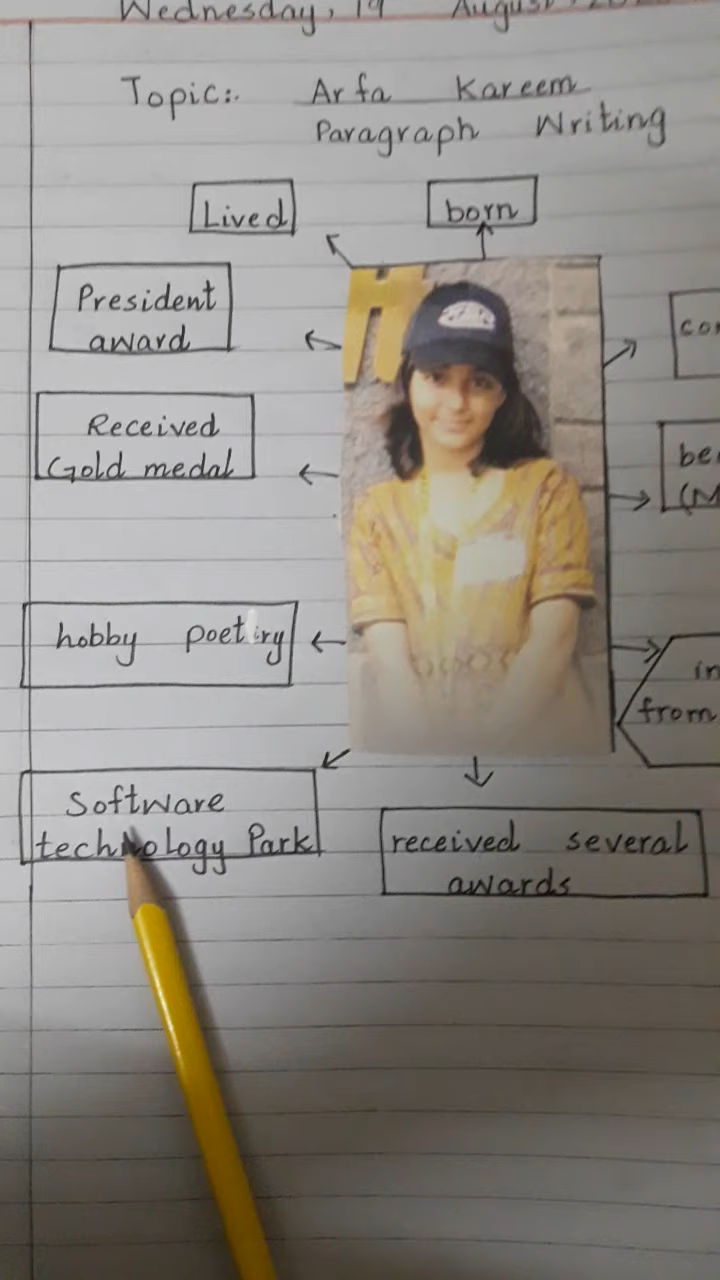 Wednesday, 19 August
Topic:. Arfa Kareem
Paragraph Writing
Lived
born
President
award
Received
Gold medal
hobby poetry
from
Software
technology Park
received several
awards